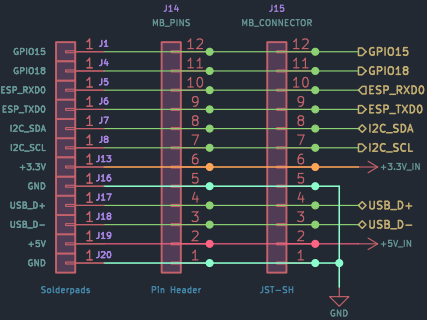 J14 J15
MB_PINS MB_CONNECTOR
GPIO15 1 J1 12 12 GPIO15
GPIO18 1 J4 11 11 GPIO18
ESP_RXD0 1 J5 10 10 ESP_RXD0
ESP_TXD0 1 J6 9 9 ESP_TXD0
I2C_SDA 1 J7 8 8 I2C_SDA
I2C_SCL 1 J8 7 7 I2C_SCL
+3.3V 1 J13 6 6 +3.3V_IN
GND 1 J16 5 5
USB_D+ 1 J17 4 4 USB_D+
USB_D- 1 J18 3 3 USB_D-
+5V 1 J19 2 2 +5V_IN
GND 1 J20 1 1
Solderpads Pin Header JST-SH
GND